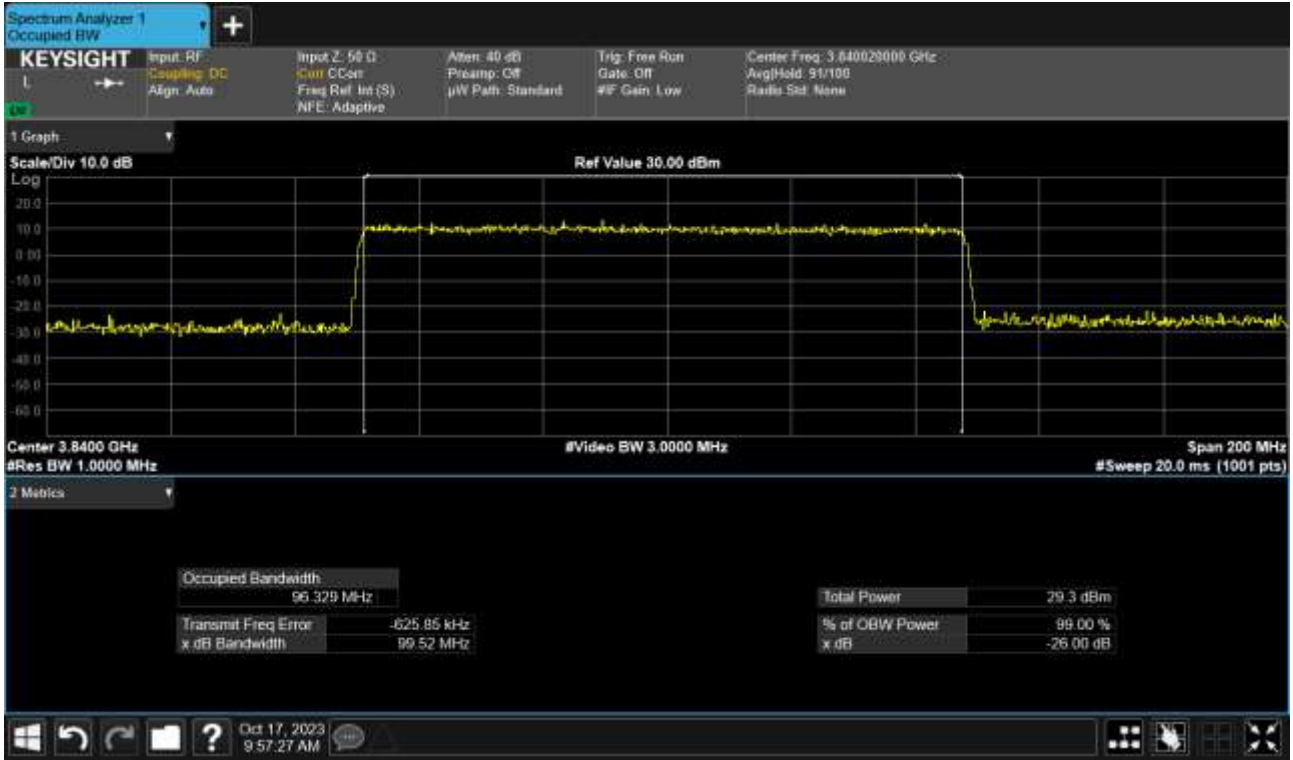 Spectrum Analyzer 1
Occupied BW
KEYSIGHT
L
Input: RF
Coupling: DC
Align: Auto
Input Z: 50 Ω
Corr CCorr
Freq Ref: Int (S)
NFE: Adaptive
Atten: 40 dB
Preamp: Off
µW Path: Standard
Trig: Free Run
Gate: Off
#IF Gain: Low
Center Freq: 3.840020000 GHz
Avg|Hold: 91/100
Radio Std: None
1 Graph
Scale/Div 10.0 dB
Ref Value 30.00 dBm
Log
20.0
10.0
0.00
-10.0
-20.0
-30.0
-40.0
-50.0
-60.0
Center 3.8400 GHz
#Video BW 3.0000 MHz
Span 200 MHz
#Res BW 1.0000 MHz
#Sweep 20.0 ms (1001 pts)
2 Metrics
Occupied Bandwidth
96.329 MHz
Total Power 29.3 dBm
Transmit Freq Error -625.85 kHz
% of OBW Power 99.00 %
x dB Bandwidth 99.52 MHz
x dB -26.00 dB
?
Oct 17, 2023
9:57:27 AM